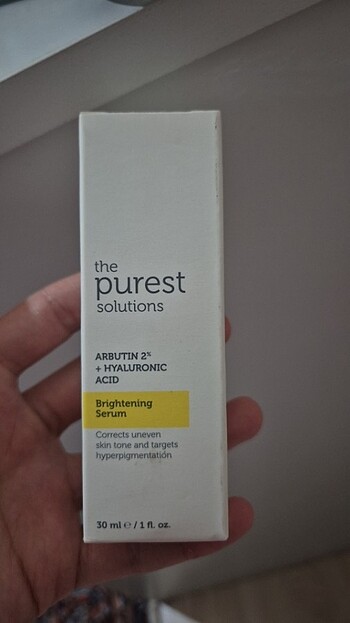 the
purest
solutions
ARBUTIN 2%
+ HYALURONIC
ACID
Brightening
Serum
Corrects uneven
skin tone and targets
hyperpigmentation
30 ml ℮ / 1 fl. oz.